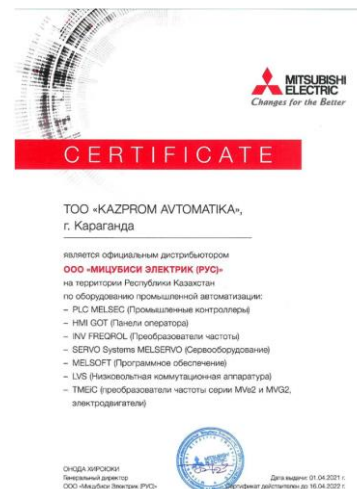 MITSUBISHI
ELECTRIC
Changes for the Better
CERTIFICATE
ТОО «KAZPROM AVTOMATIKA»,
г. Караганда
является официальным дистрибьютором
ООО «МИЦУБИСИ ЭЛЕКТРИК (РУС)»
на территории Республики Казахстан
по оборудованию промышленной автоматизации:
– PLC MELSEC (Промышленные контроллеры)
– HMI GOT (Панели оператора)
– INV FREQROL (Преобразователи частоты)
– SERVO Systems MELSERVO (Сервооборудование)
– MELSOFT (Программное обеспечение)
– LVS (Низковольтная коммутационная аппаратура)
– TMEiC (преобразователи частоты серии MVe2 и MVG2,
электродвигатели)
ОНОДА ХИРОЮКИ
Генеральный директор
ООО «Мицубиси Электрик (РУС)»
Дата выдачи: 01.04.2021 г.
Сертификат действителен до 16.04.2022 г.